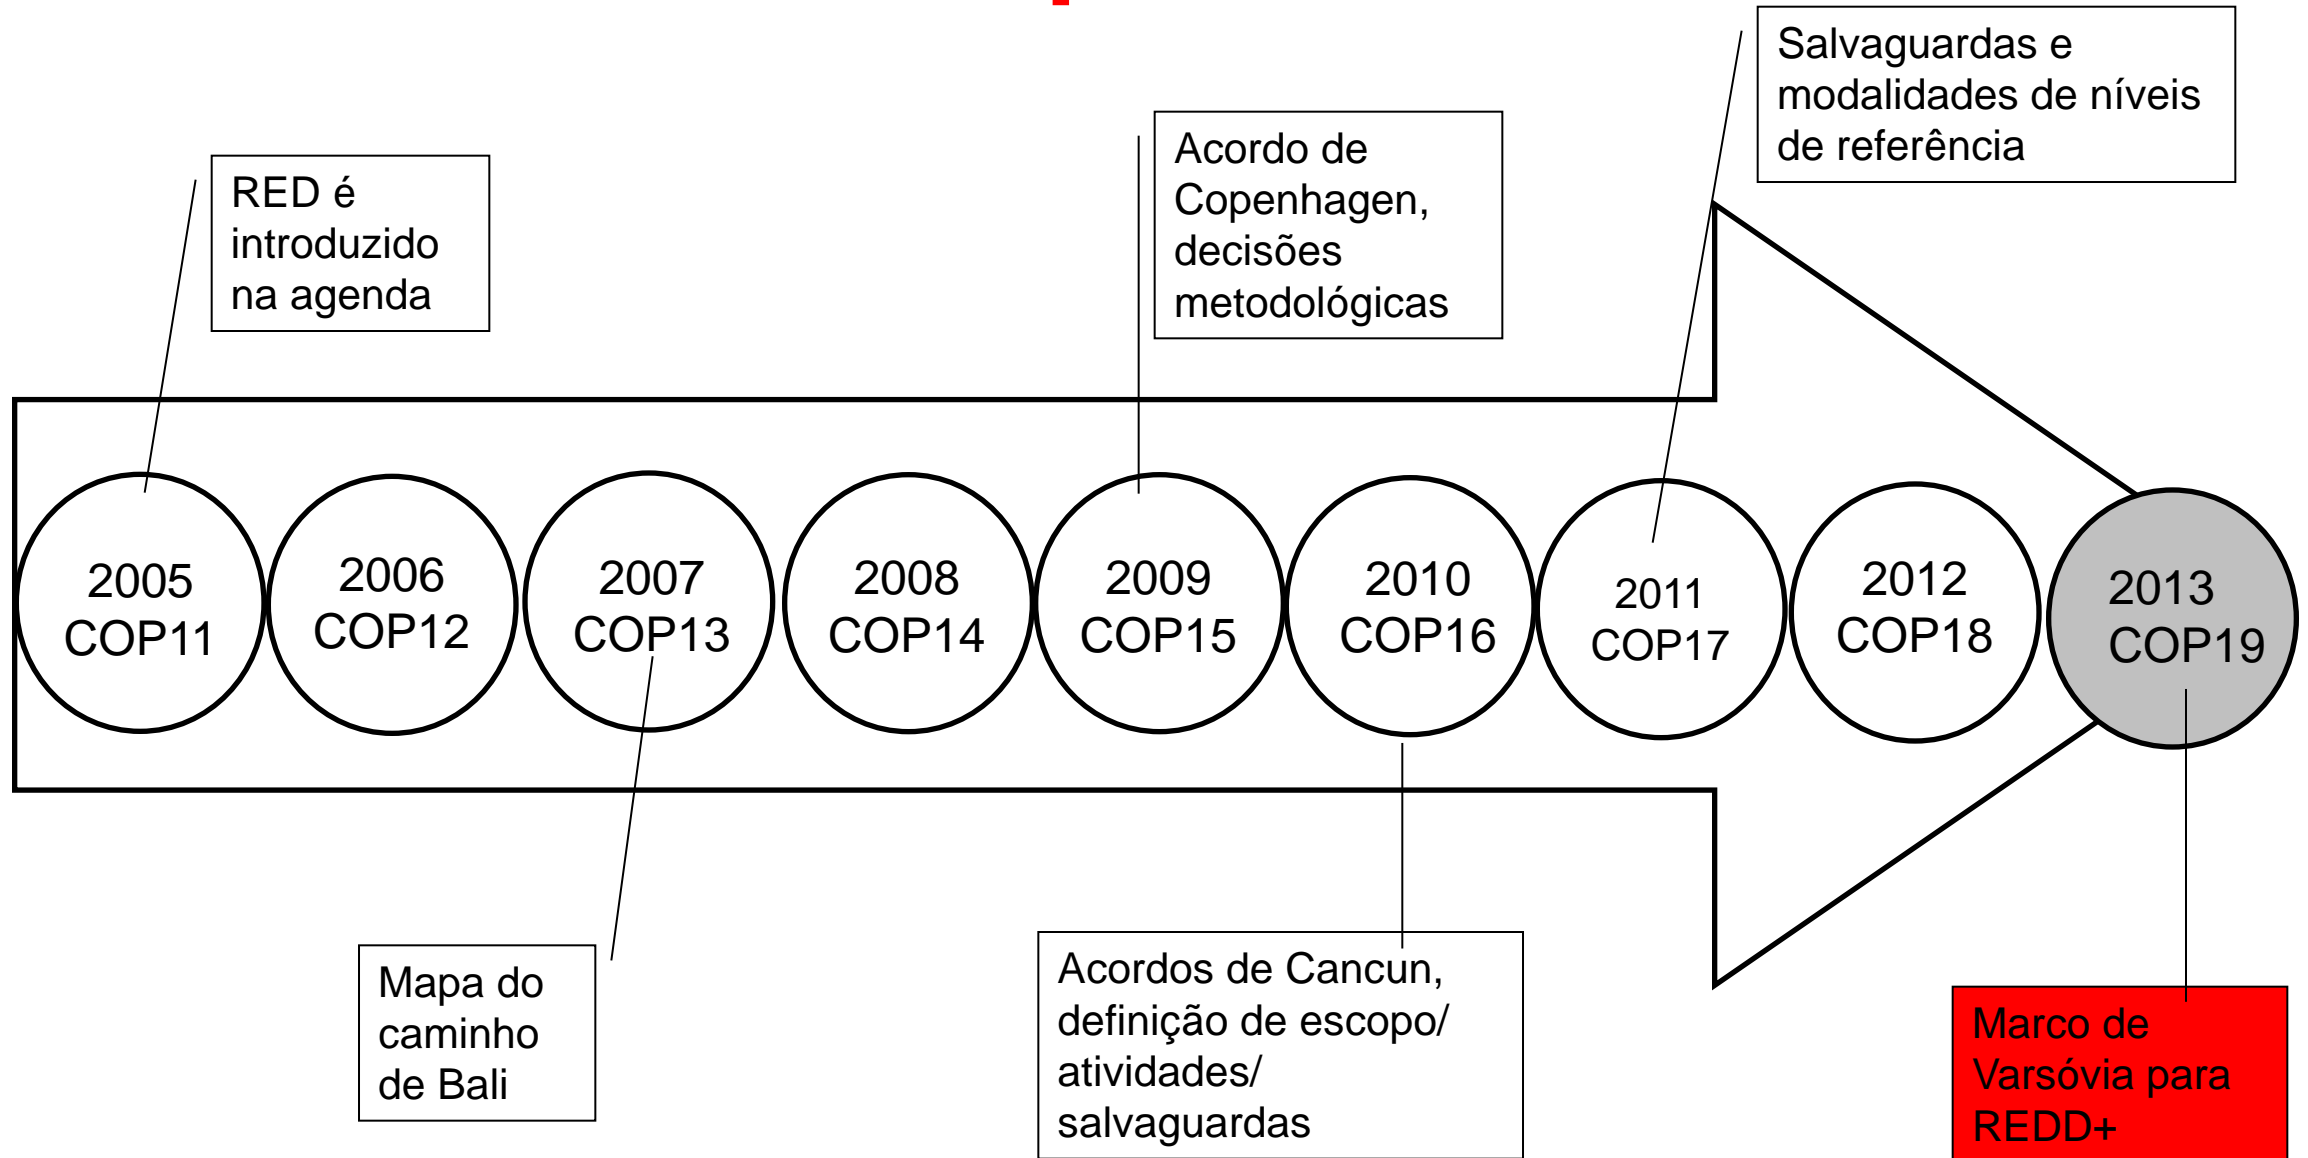 Salvaguardas e
modalidades de níveis
de referência
Acordo de
Copenhagen,
decisões
metodológicas
RED é
introduzido
na agenda
2005
COP11
2006
COP12
2007
COP13
2008
COP14
2009
COP15
2010
COP16
2011
COP17
2012
COP18
2013
COP19
Mapa do
caminho
de Bali
Acordos de Cancun,
definição de escopo/
atividades/
salvaguardas
Marco de
Varsóvia para
REDD+